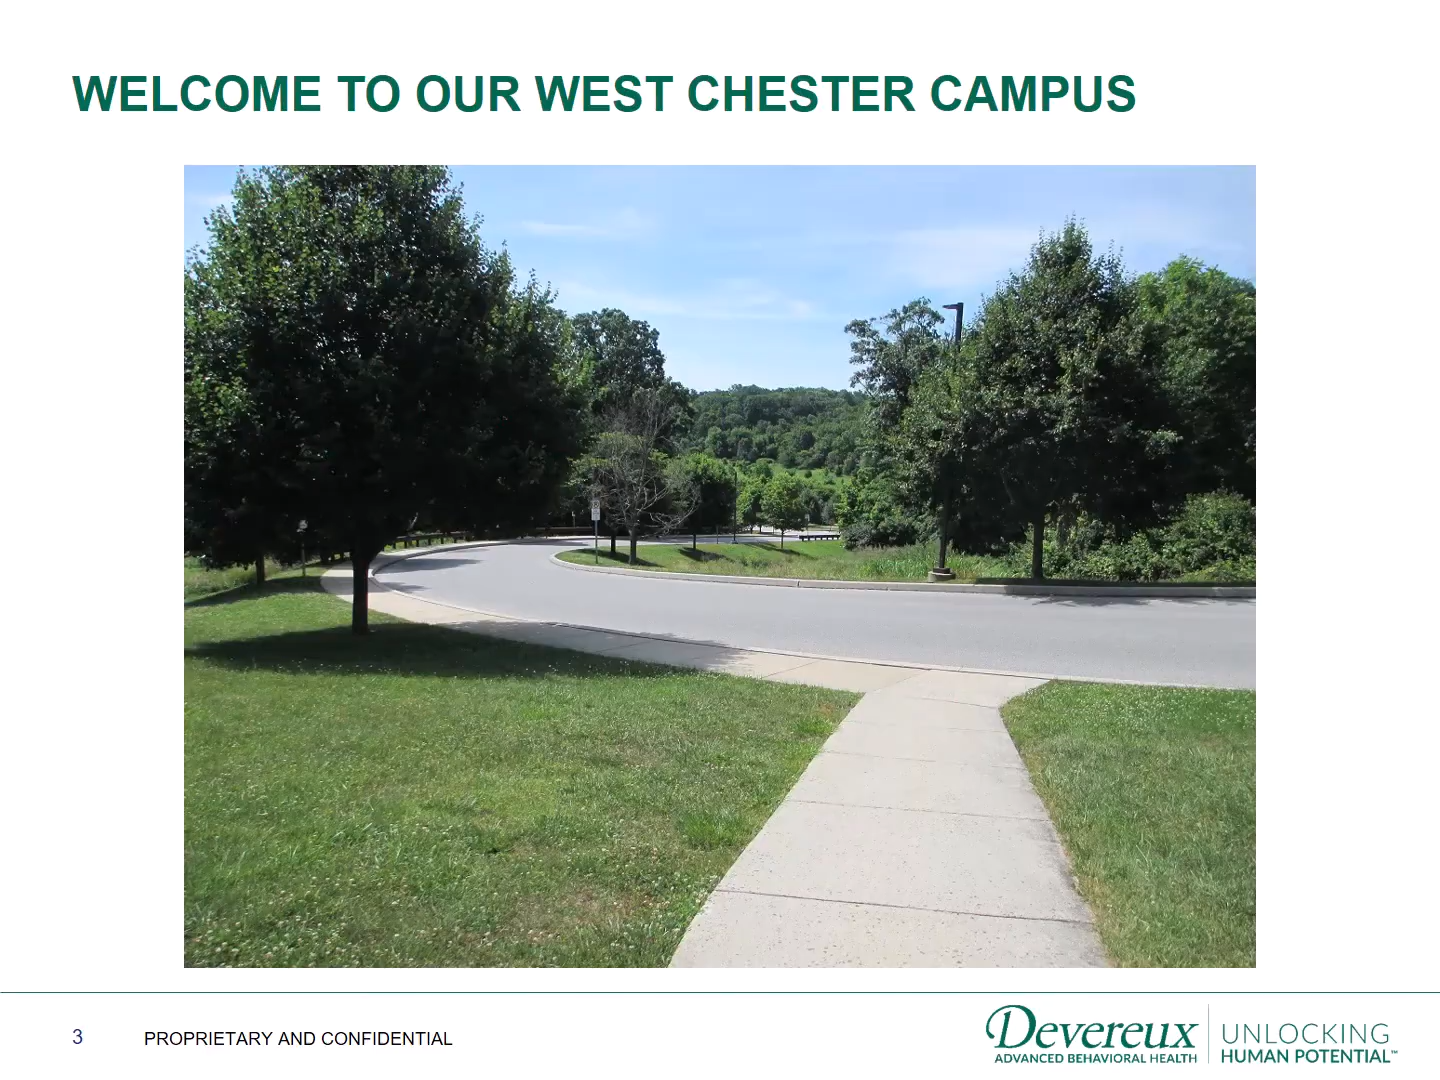 WELCOME TO OUR WEST CHESTER CAMPUS
3 PROPRIETARY AND CONFIDENTIAL
Devereux
ADVANCED BEHAVIORAL HEALTH
UNLOCKING
HUMAN POTENTIAL™